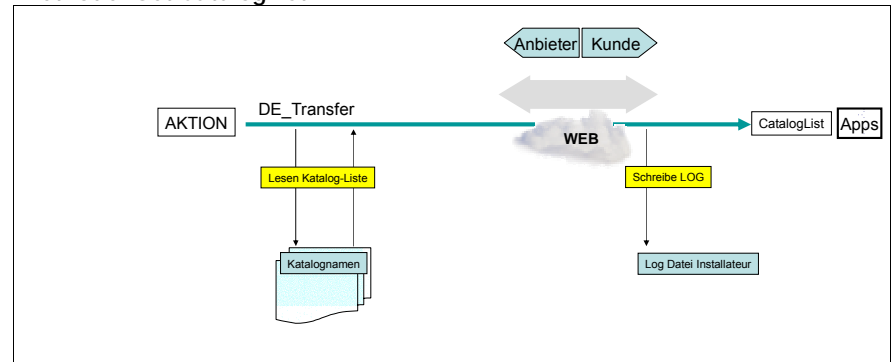 Anbieter Kunde
DE_Transfer
AKTION
WEB
CatalogList
Apps
Lesen Katalog-Liste
Schreibe LOG
Katalognamen
Log Datei Installateur